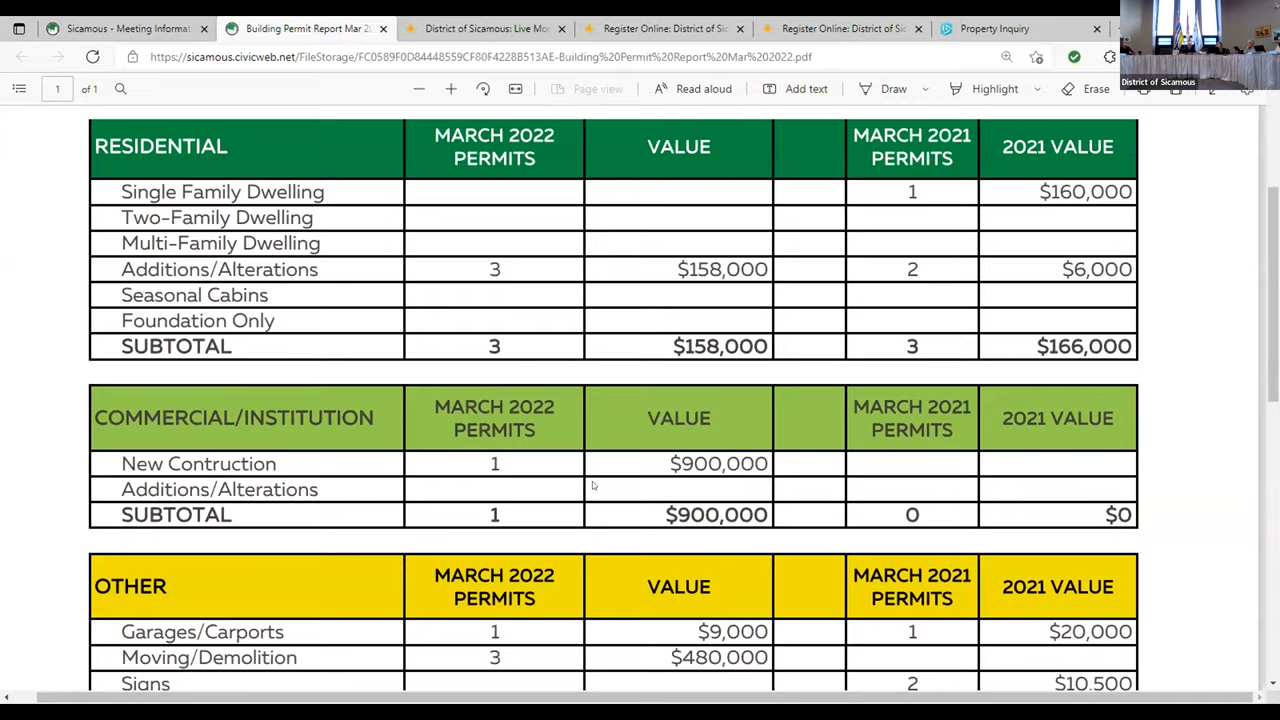 Sicamous - Meeting Informat
Building Permit Report Mar 2
District of Sicamous: Live Mo
Register Online: District of Sic
Register Online: District of Sic
Property Inquiry
https://sicamous.civicweb.net/FileStorage/FC0589F0D84448559CF80F422BB513AE-Building%20Permit%20Report%20Mar%202022.pdf
District of Sicamous
1 of 1
Page view
Read aloud
Add text
Draw
Highlight
Erase
RESIDENTIAL MARCH 2022 PERMITS VALUE MARCH 2021 PERMITS 2021 VALUE
Single Family Dwelling 1 $160,000
Two-Family Dwelling
Multi-Family Dwelling
Additions/Alterations 3 $158,000 2 $6,000
Seasonal Cabins
Foundation Only
SUBTOTAL 3 $158,000 3 $166,000
COMMERCIAL/INSTITUTION MARCH 2022 PERMITS VALUE MARCH 2021 PERMITS 2021 VALUE
New Contruction 1 $900,000
Additions/Alterations
SUBTOTAL 1 $900,000 0 $0
OTHER MARCH 2022 PERMITS VALUE MARCH 2021 PERMITS 2021 VALUE
Garages/Carports 1 $9,000 1 $20,000
Moving/Demolition 3 $480,000
Signs 2 $10,500